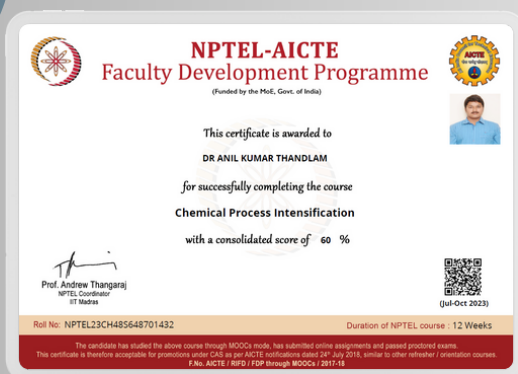 NPTEL-AICTE
Faculty Development Programme
(Funded by the MoE, Govt. of India)
AICTE
This certificate is awarded to
DR ANIL KUMAR THANDLAM
for successfully completing the course
Chemical Process Intensification
with a consolidated score of 60 %
Prof. Andrew Thangaraj
NPTEL Coordinator
IIT Madras
(Jul-Oct 2023)
Roll No: NPTEL23CH48S648701432
Duration of NPTEL course : 12 Weeks
The candidate has studied the above course through MOOCs mode, has submitted online assignments and passed proctored exams.
This certificate is therefore acceptable for promotions under CAS as per AICTE notifications dated 24th July 2018, similar to other refresher / orientation courses.
F.No. AICTE / RIFD / FDP through MOOCs / 2017-18